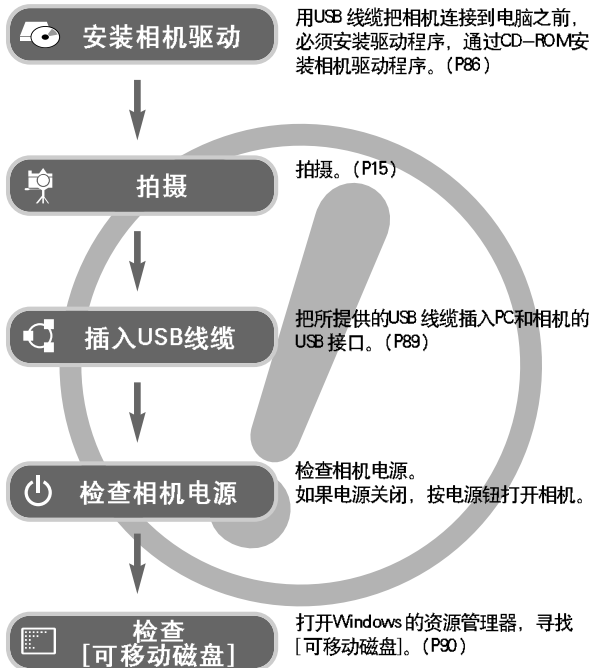 安装相机驱动
用USB 线缆把相机连接到电脑之前，
必须安装驱动程序，通过CD-ROM安
装相机驱动程序。(P86)
拍摄
拍摄。(P15)
插入USB线缆
把所提供的USB 线缆插入PC和相机的
USB 接口。(P89)
检查相机电源
检查相机电源。
如果电源关闭，按电源钮打开相机。
检查
[可移动磁盘]
打开Windows 的资源管理器，寻找
[可移动磁盘]。(P90)